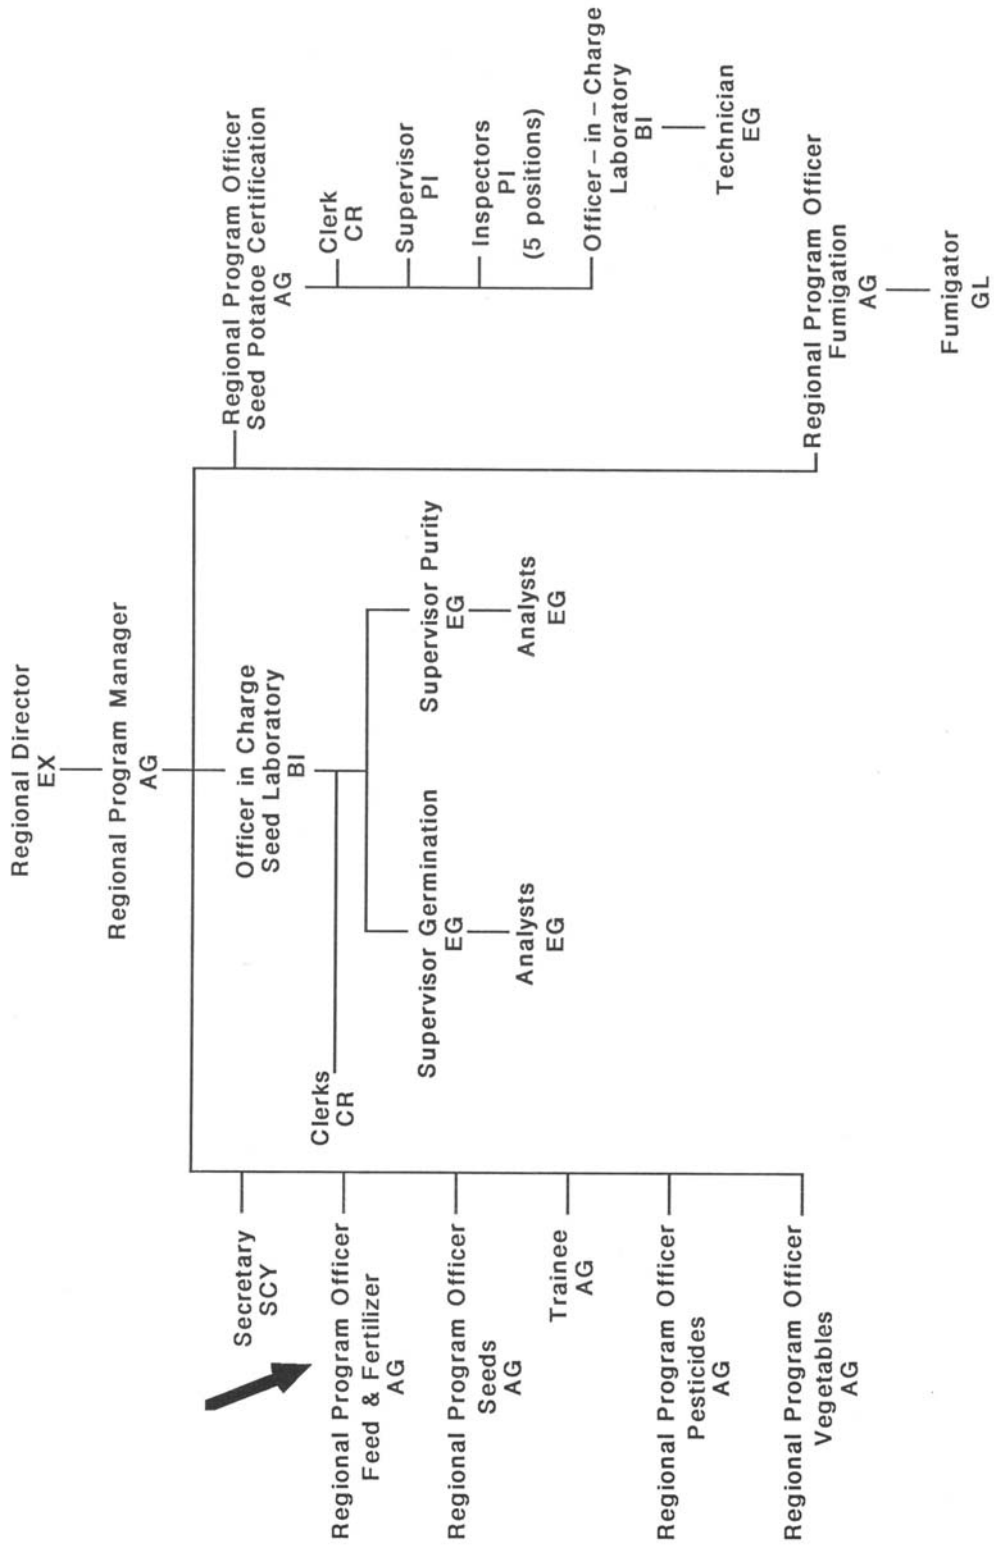 Regional Director
EX
Regional Program Manager
AG
Secretary
SCY
Regional Program Officer
Feed & Fertilizer
AG
Regional Program Officer
Seeds
AG
Trainee
AG
Regional Program Officer
Pesticides
AG
Regional Program Officer
Vegetables
AG
Officer in Charge
Seed Laboratory
BI
Clerks
CR
Supervisor Germination
EG
Analysts
EG
Supervisor Purity
EG
Analysts
EG
Regional Program Officer
Seed Potatoe Certification
AG
Clerk
CR
Supervisor
PI
Inspectors
PI
(5 positions)
Officer – in – Charge
Laboratory
BI
Technician
EG
Regional Program Officer
Fumigation
AG
Fumigator
GL